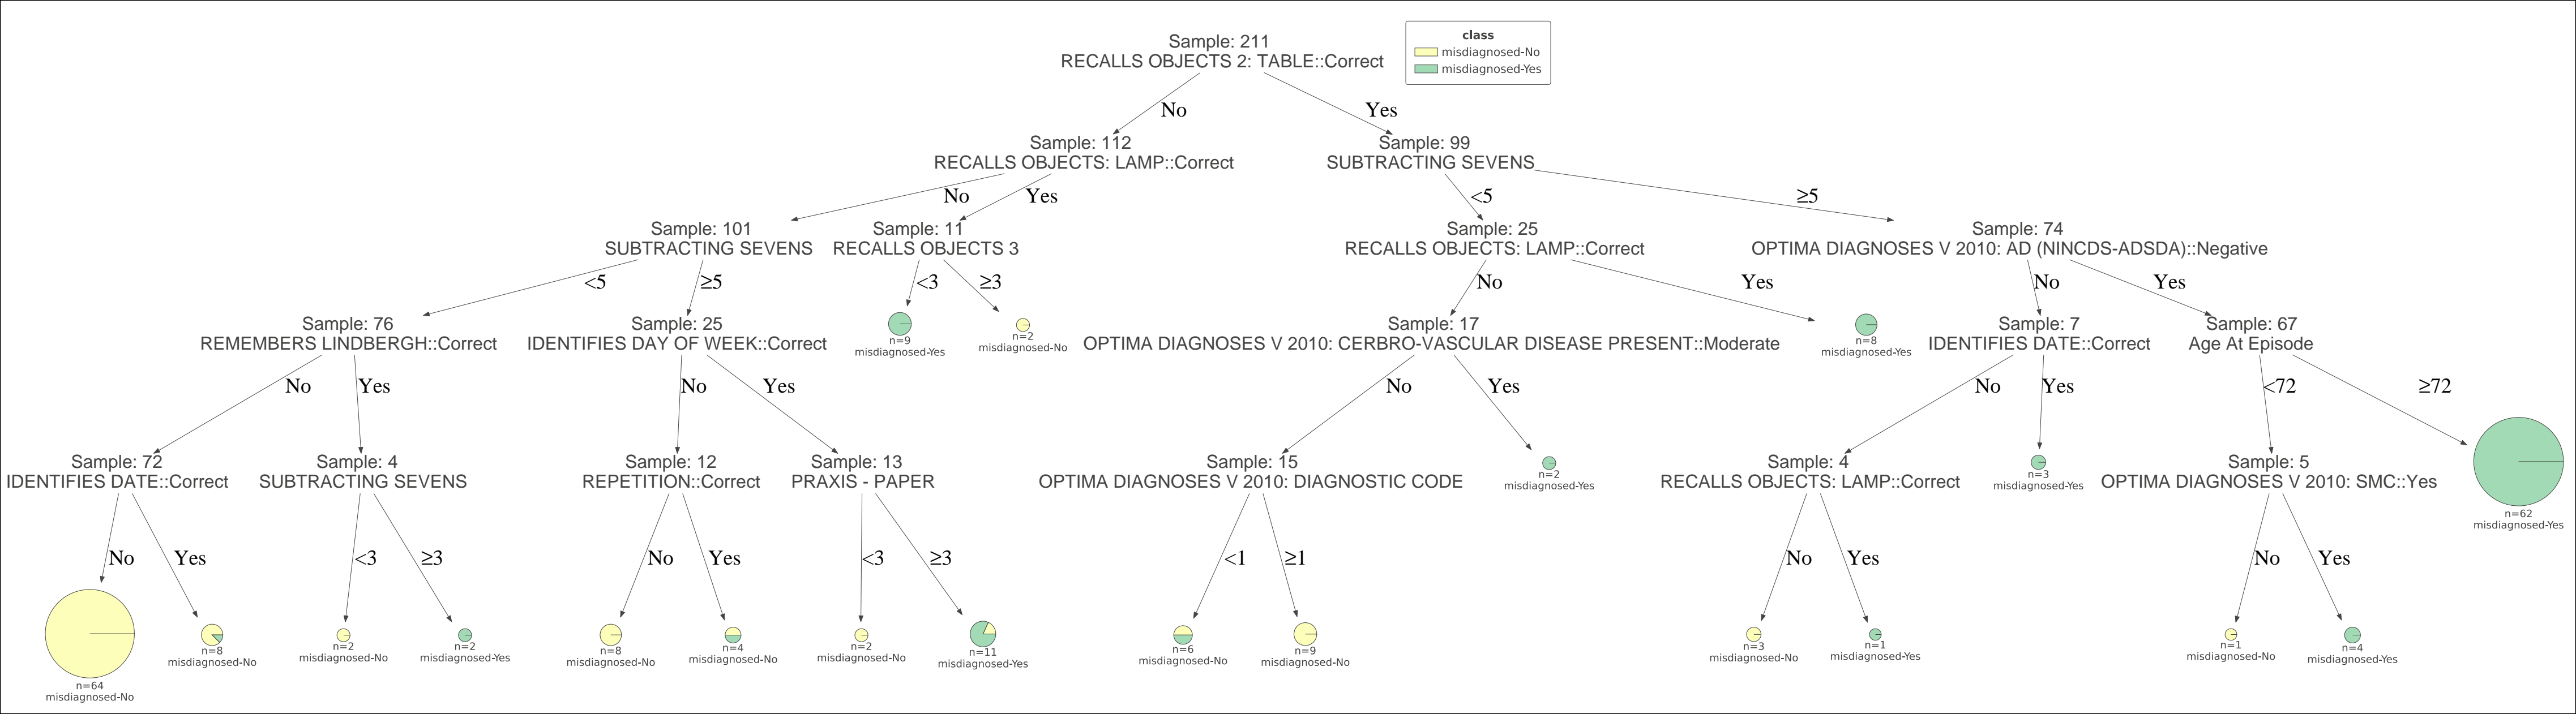 Sample: 211
RECALLS OBJECTS 2: TABLE::Correct
class
misdiagnosed-No
misdiagnosed-Yes
No
Yes
Sample: 112
RECALLS OBJECTS: LAMP::Correct
Sample: 99
SUBTRACTING SEVENS
No
Yes
<5
≥5
Sample: 101
SUBTRACTING SEVENS
Sample: 11
RECALLS OBJECTS 3
Sample: 25
RECALLS OBJECTS: LAMP::Correct
Sample: 74
OPTIMA DIAGNOSES V 2010: AD (NINCDS-ADSDA)::Negative
<5
≥5
<3
≥3
No
Yes
No
Yes
Sample: 76
REMEMBERS LINDBERGH::Correct
Sample: 25
IDENTIFIES DAY OF WEEK::Correct
n=9
misdiagnosed-Yes
n=2
misdiagnosed-No
Sample: 17
OPTIMA DIAGNOSES V 2010: CERBRO-VASCULAR DISEASE PRESENT::Moderate
n=8
misdiagnosed-Yes
Sample: 7
IDENTIFIES DATE::Correct
Sample: 67
Age At Episode
No
Yes
No
Yes
No
Yes
No
Yes
<72
≥72
Sample: 72
IDENTIFIES DATE::Correct
Sample: 4
SUBTRACTING SEVENS
Sample: 12
REPETITION::Correct
Sample: 13
PRAXIS - PAPER
Sample: 15
OPTIMA DIAGNOSES V 2010: DIAGNOSTIC CODE
n=2
misdiagnosed-Yes
Sample: 4
RECALLS OBJECTS: LAMP::Correct
n=3
misdiagnosed-Yes
Sample: 5
OPTIMA DIAGNOSES V 2010: SMC::Yes
n=62
misdiagnosed-Yes
No
Yes
<3
≥3
No
Yes
<3
≥3
<1
≥1
No
Yes
No
Yes
n=64
misdiagnosed-No
n=8
misdiagnosed-No
n=2
misdiagnosed-No
n=2
misdiagnosed-Yes
n=8
misdiagnosed-No
n=4
misdiagnosed-No
n=2
misdiagnosed-No
n=11
misdiagnosed-Yes
n=6
misdiagnosed-No
n=9
misdiagnosed-No
n=3
misdiagnosed-No
n=1
misdiagnosed-Yes
n=1
misdiagnosed-No
n=4
misdiagnosed-Yes